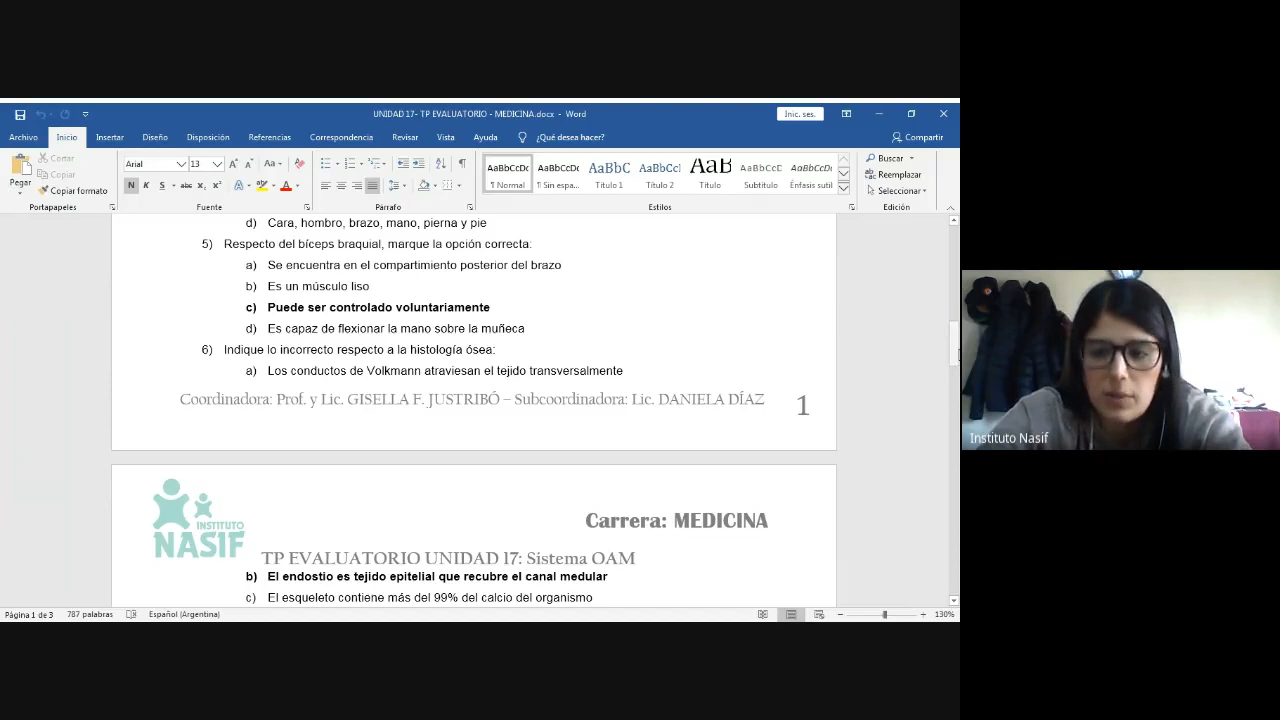 UNIDAD 17- TP EVALUATORIO - MEDICINA.docx - Word
Inic. ses.
Archivo Inicio Insertar Diseño Disposición Referencias Correspondencia Revisar Vista Ayuda ¿Qué desea hacer? Compartir
Pegar
Cortar
Copiar
Copiar formato
Portapapeles
Arial 13
Fuente
Párrafo
AaBbCcDc AaBbCcDc AaBbC AaBbCcI AaB AaBbCcD AaBbCcDc
¶ Normal ¶ Sin espa... Título 1 Título 2 Título Subtítulo Énfasis sutil
Estilos
Buscar
Reemplazar
Seleccionar
Edición
d) Cara, hombro, brazo, mano, pierna y pie
5) Respecto del bíceps braquial, marque la opción correcta:
a) Se encuentra en el compartimiento posterior del brazo
b) Es un músculo liso
c) Puede ser controlado voluntariamente
d) Es capaz de flexionar la mano sobre la muñeca
6) Indique lo incorrecto respecto a la histología ósea:
a) Los conductos de Volkmann atraviesan el tejido transversalmente
Coordinadora: Prof. y Lic. GISELLA F. JUSTRIBÓ – Subcoordinadora: Lic. DANIELA DÍAZ 1
INSTITUTO
NASIF
Carrera: MEDICINA
TP EVALUATORIO UNIDAD 17: Sistema OAM
b) El endostio es tejido epitelial que recubre el canal medular
c) El esqueleto contiene más del 99% del calcio del organismo
Página 1 de 3 787 palabras Español (Argentina) 130%
Instituto Nasif